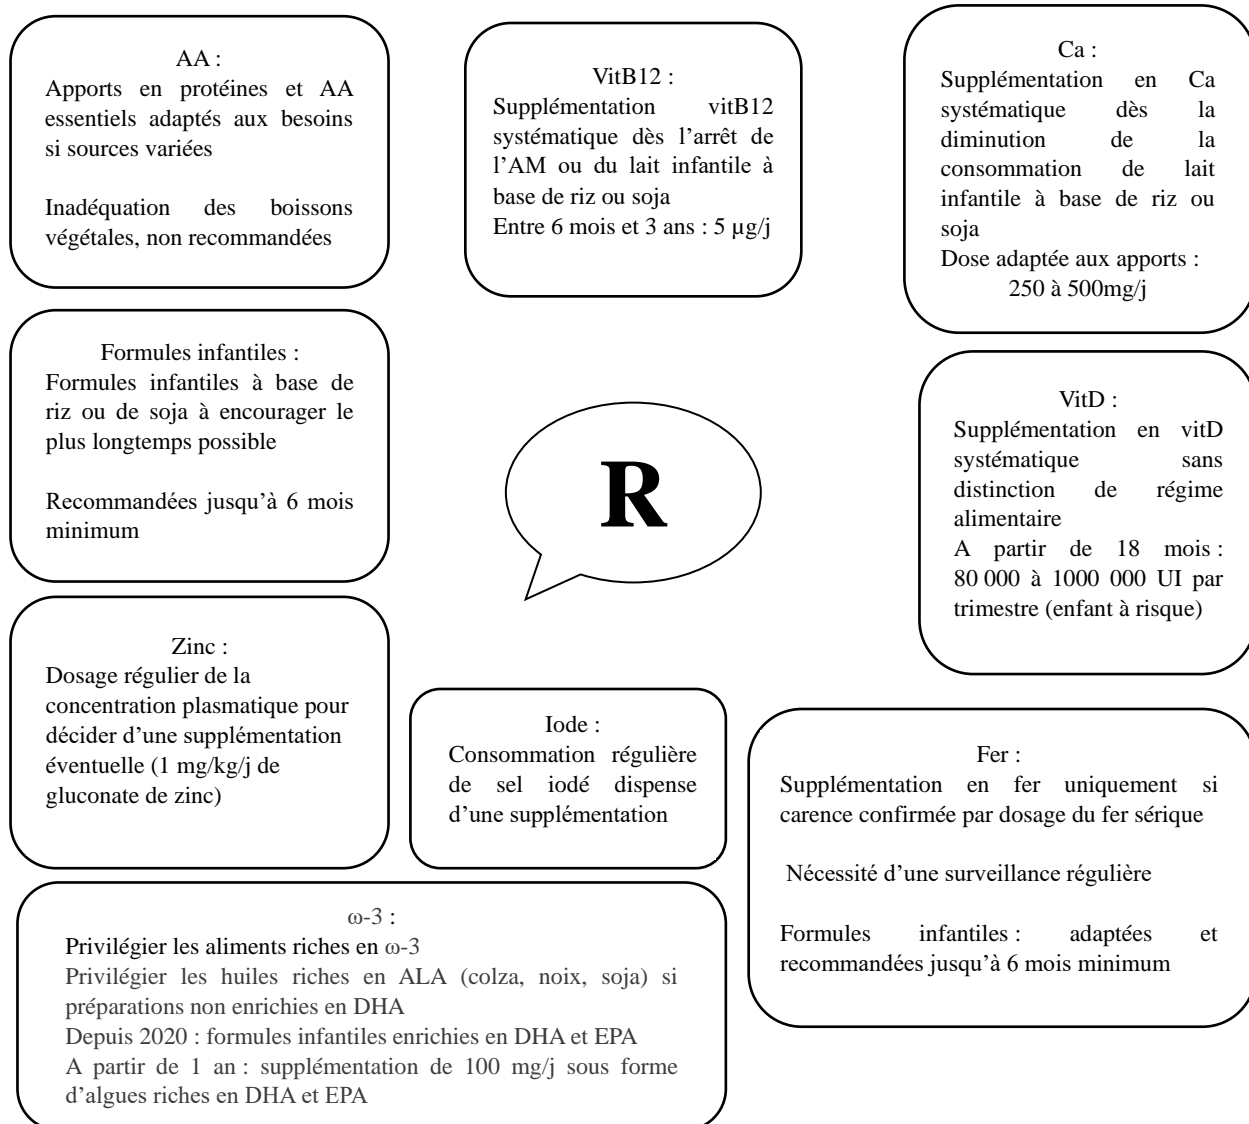 AA :
Apports en protéines et AA
essentiels adaptés aux besoins
si sources variées
Inadéquation des boissons
végétales, non recommandées
VitB12 :
Supplémentation vitB12
systématique dès l’arrêt de
l’AM ou du lait infantile à
base de riz ou soja
Entre 6 mois et 3 ans : 5 µg/j
Ca :
Supplémentation en Ca
systématique dès la
diminution de la
consommation de lait
infantile à base de riz ou
soja
Dose adaptée aux apports :
250 à 500mg/j
Formules infantiles :
Formules infantiles à base de
riz ou de soja à encourager le
plus longtemps possible
Recommandées jusqu’à 6 mois
minimum
R
VitD :
Supplémentation en vitD
systématique sans
distinction de régime
alimentaire
A partir de 18 mois :
80 000 à 1000 000 UI par
trimestre (enfant à risque)
Zinc :
Dosage régulier de la
concentration plasmatique pour
décider d’une supplémentation
éventuelle (1 mg/kg/j de
gluconate de zinc)
Iode :
Consommation régulière
de sel iodé dispense
d’une supplémentation
Fer :
Supplémentation en fer uniquement si
carence confirmée par dosage du fer sérique
Nécessité d’une surveillance régulière
Formules infantiles : adaptées et
recommandées jusqu’à 6 mois minimum
ω-3 :
Privilégier les aliments riches en ω-3
Privilégier les huiles riches en ALA (colza, noix, soja) si
préparations non enrichies en DHA
Depuis 2020 : formules infantiles enrichies en DHA et EPA
A partir de 1 an : supplémentation de 100 mg/j sous forme
d’algues riches en DHA et EPA